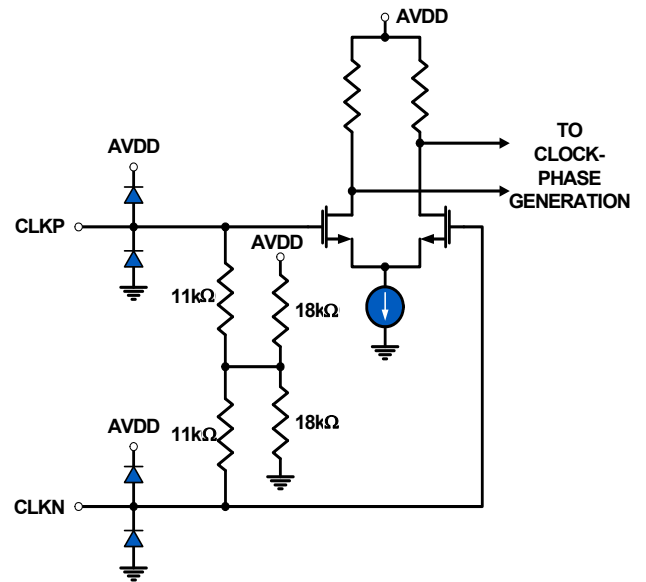 AVDD
TO
CLOCK-
PHASE
GENERATION
AVDD
CLKP
AVDD
11kΩ
18kΩ
AVDD
11kΩ
18kΩ
CLKN